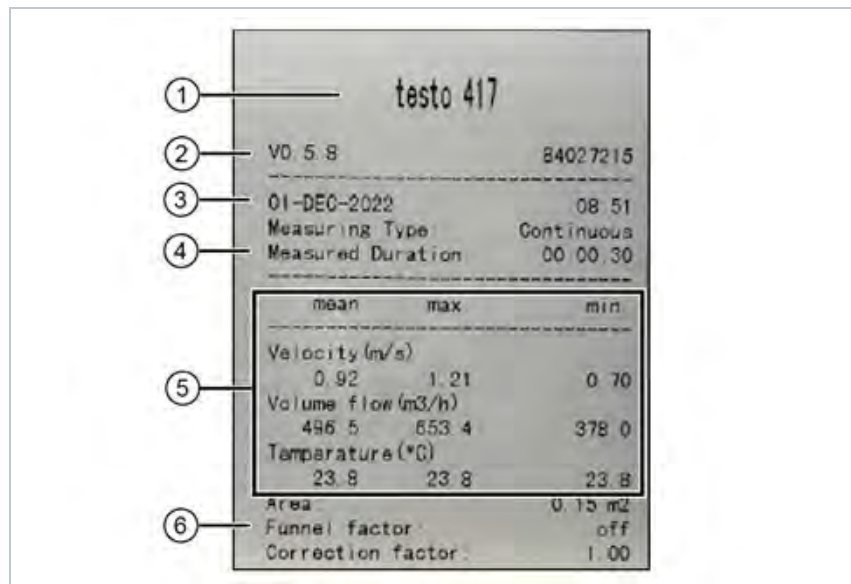 ① testo 417
② V0.5.8 84027215
③ 01-DEC-2022 08 51
Measuring Type Continuous
④ Measured Duration 00 00 30
mean max min
⑤
Velocity(m/s)
0.92 1.21 0 70
Volume flow(m3/h)
496 5 653 4 378 0
Temperature(°C)
23 8 23 8 23 8
Area 0 15 m2
⑥ Funnel factor: off
Correction factor: 1.00